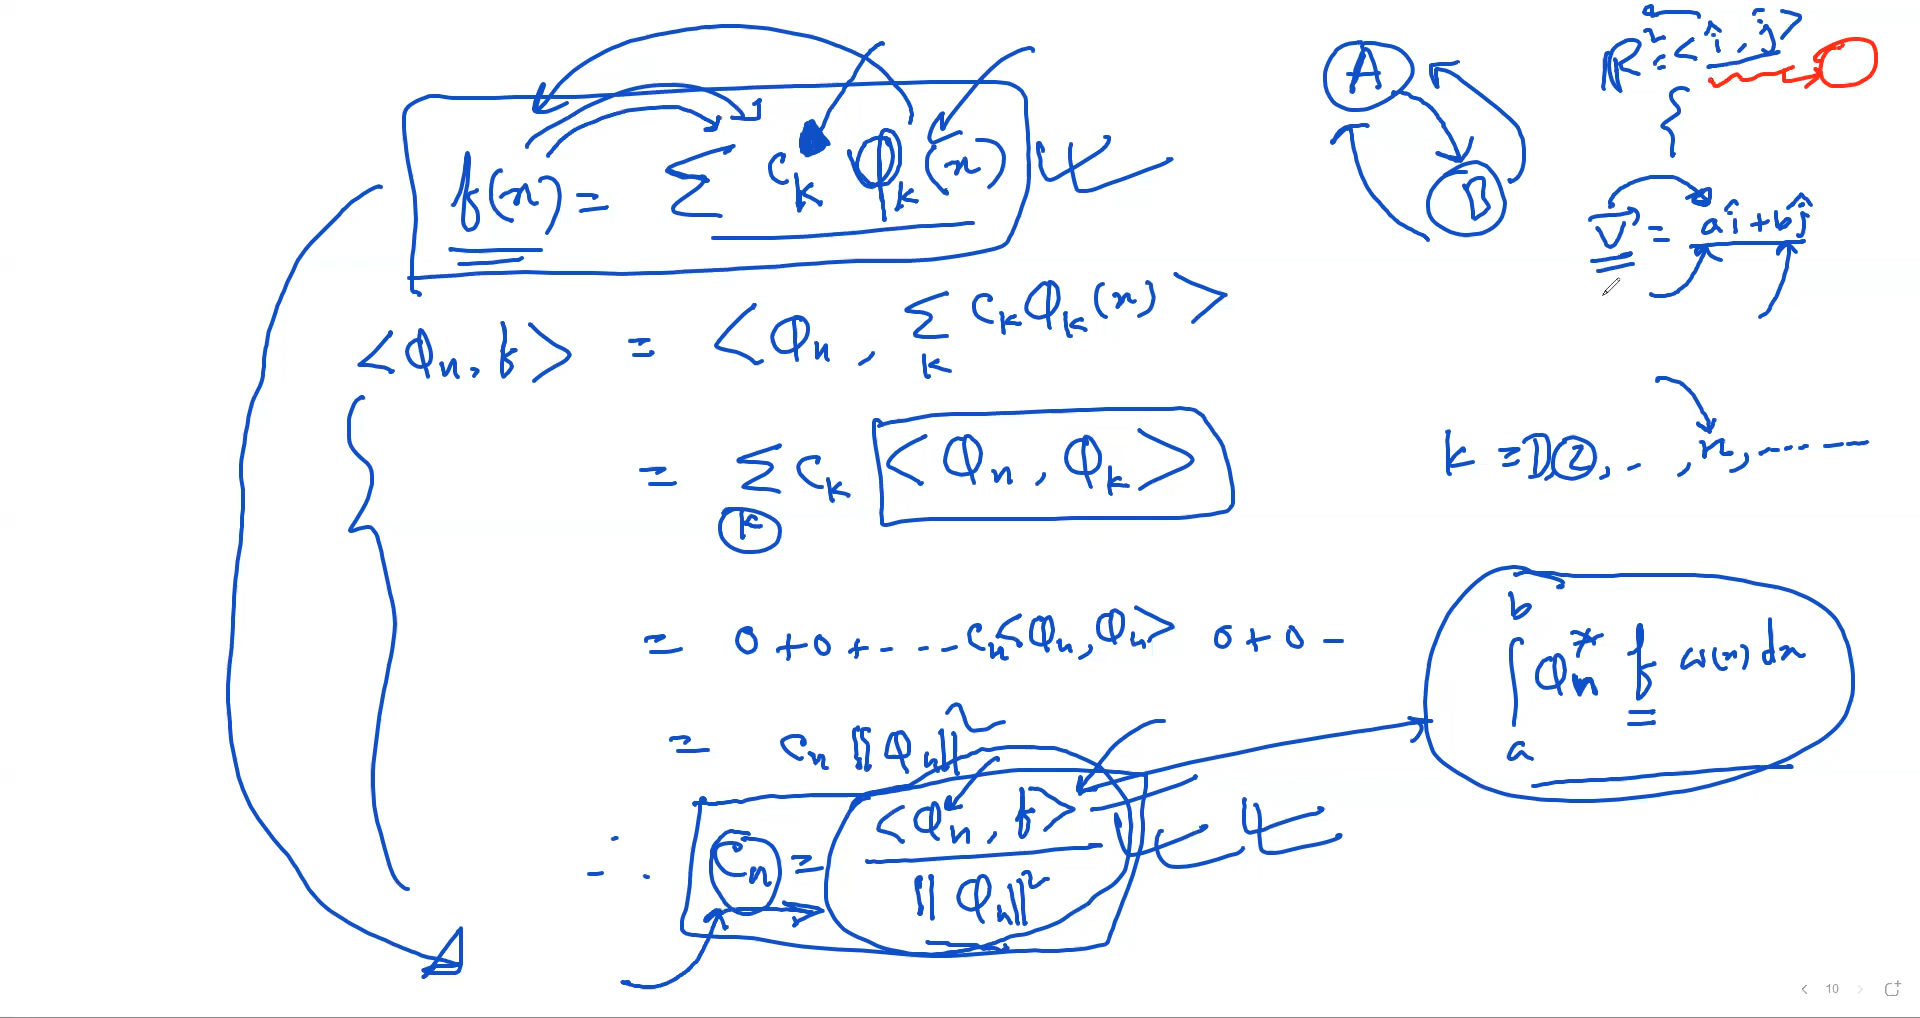 f(x) = Σ c_k φ_k(x)
<φ_n, f> = <φ_n, Σ_k c_k φ_k(x)>
= Σ_k c_k <φ_n, φ_k>
= 0 + 0 + - ... c_n <φ_n, φ_n> 0 + 0 -
= c_n ||φ_n||²
∴ c_n = <φ_n, f> / ||φ_n||²
A
B
ℝ² = <î, ĵ>
V = aî + bĵ
k = 1, 2, .. , n, ......
∫_a^b φ_n^* f ω(x) dx
10